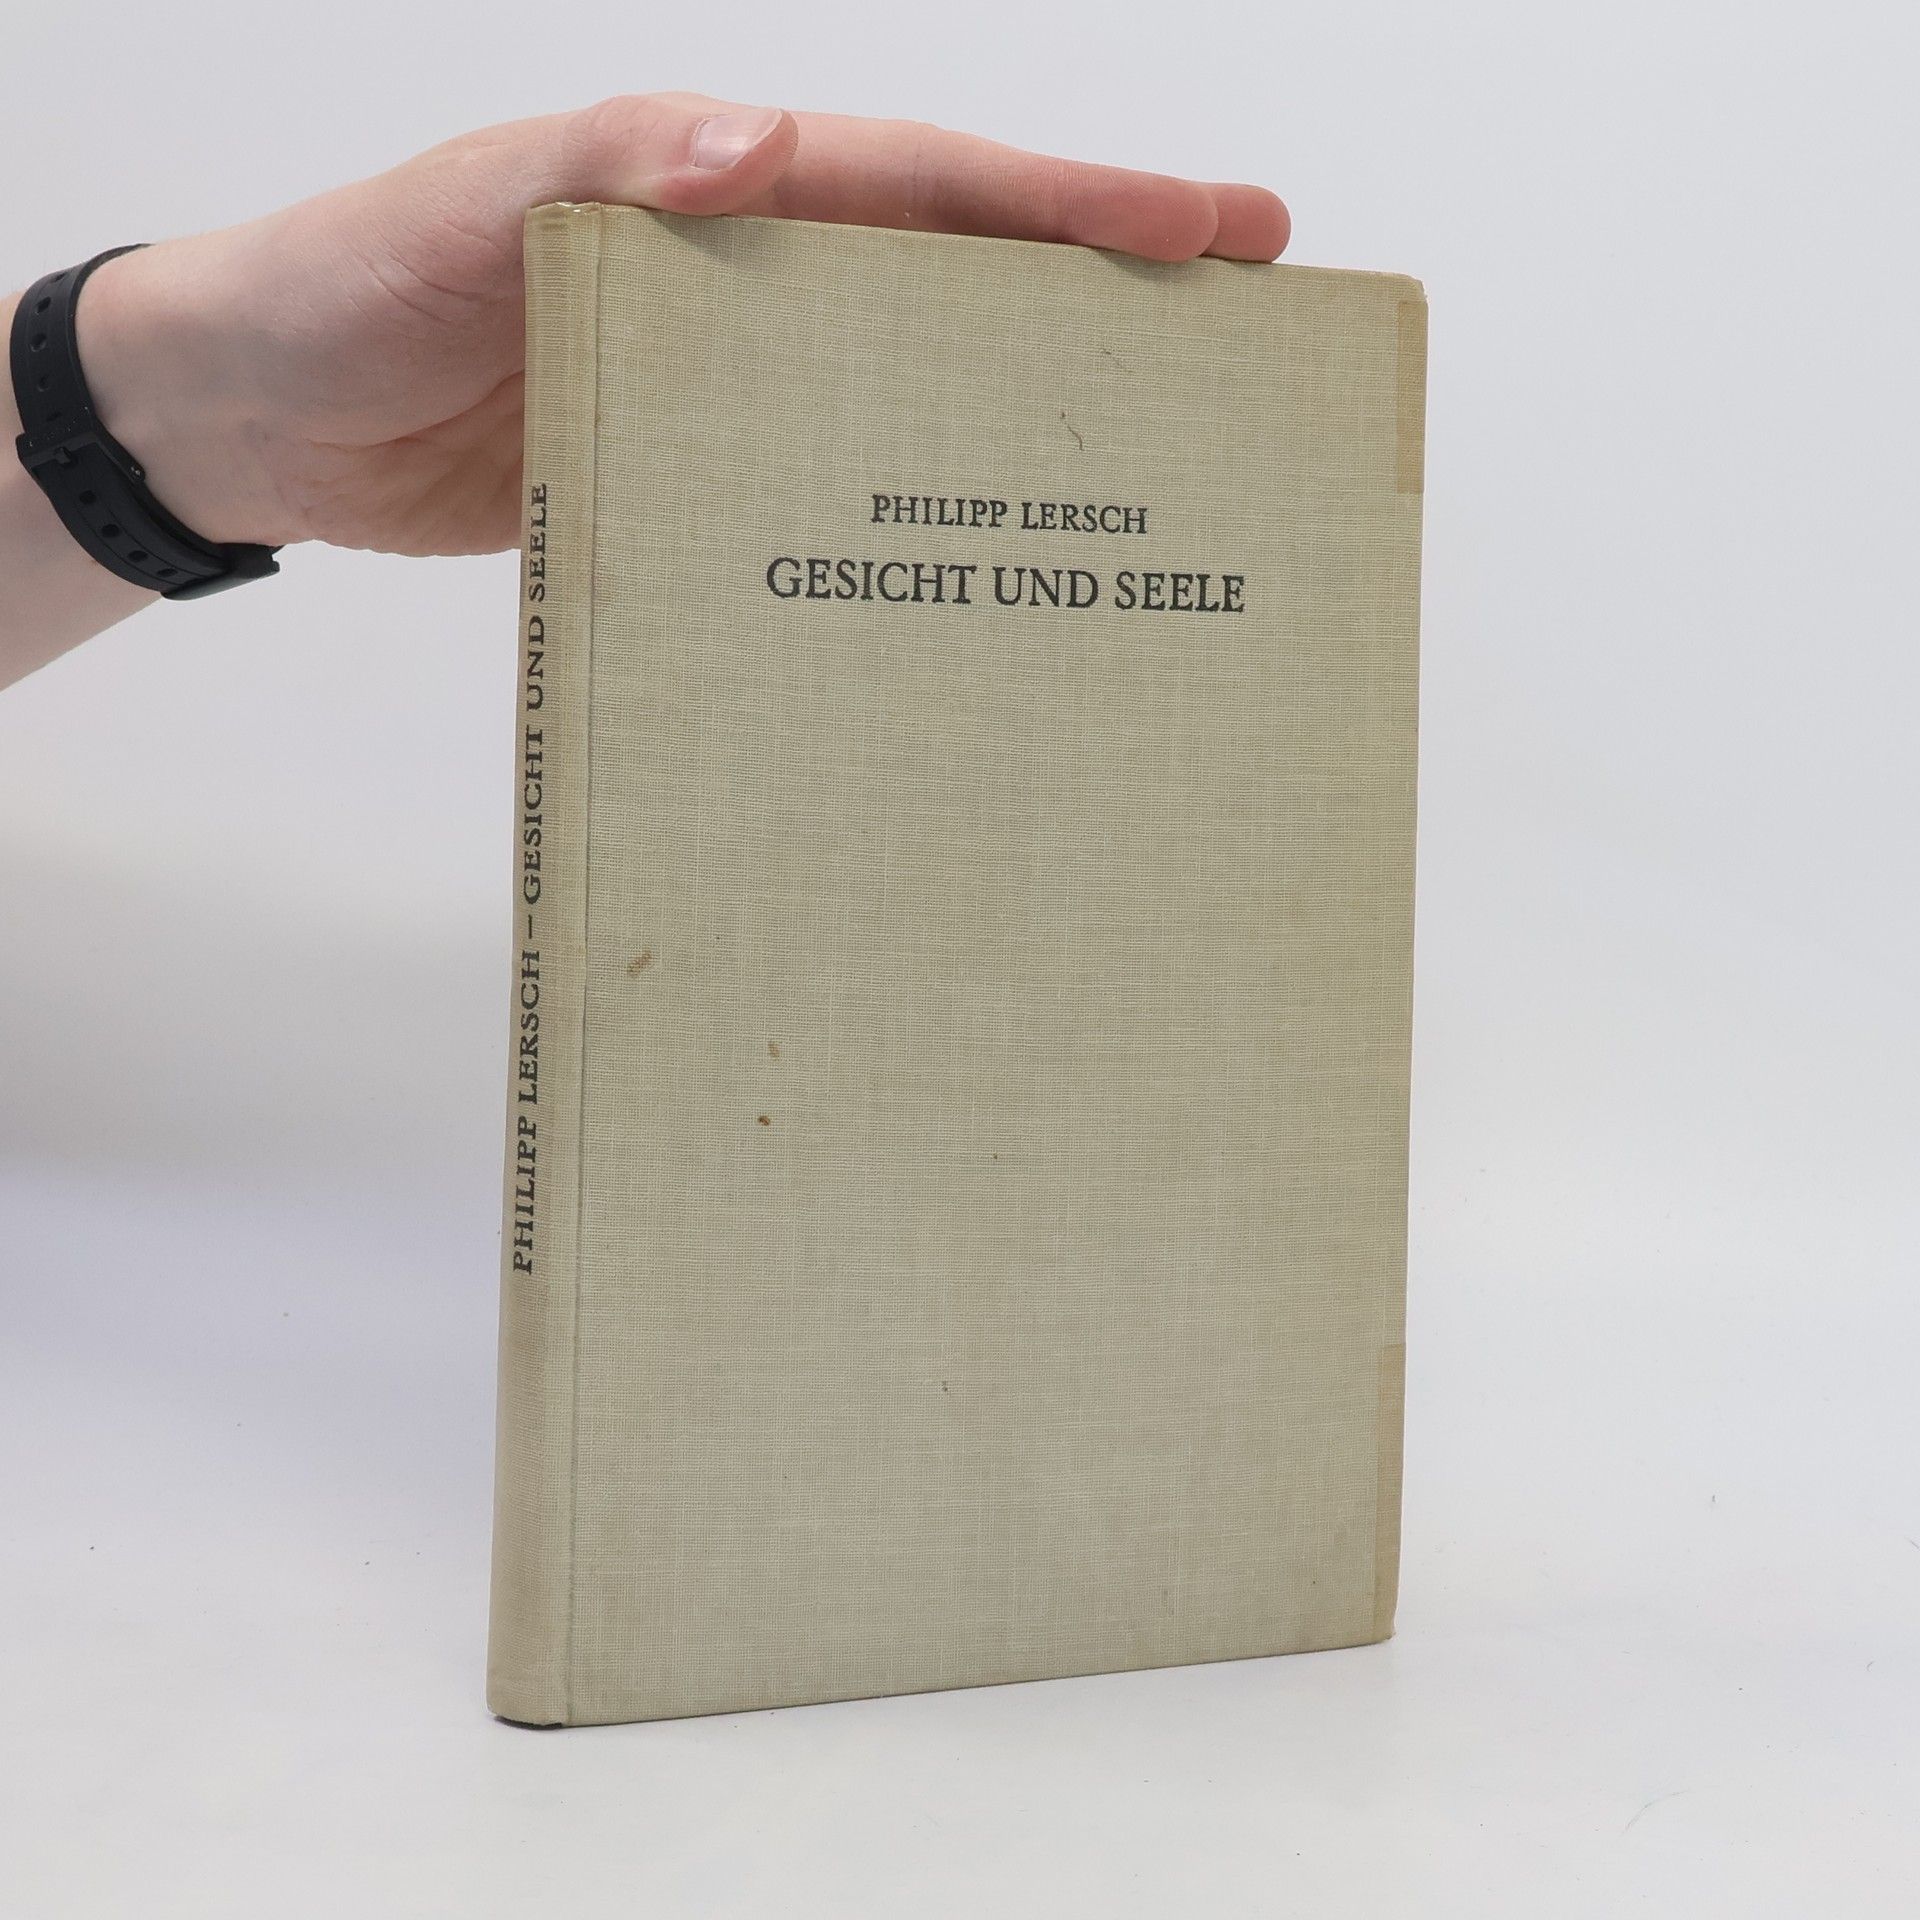 PHILIPP LERSCH
GESICHT UND SEELE
PHILIPP LERSCH – GESICHT UND SEELE